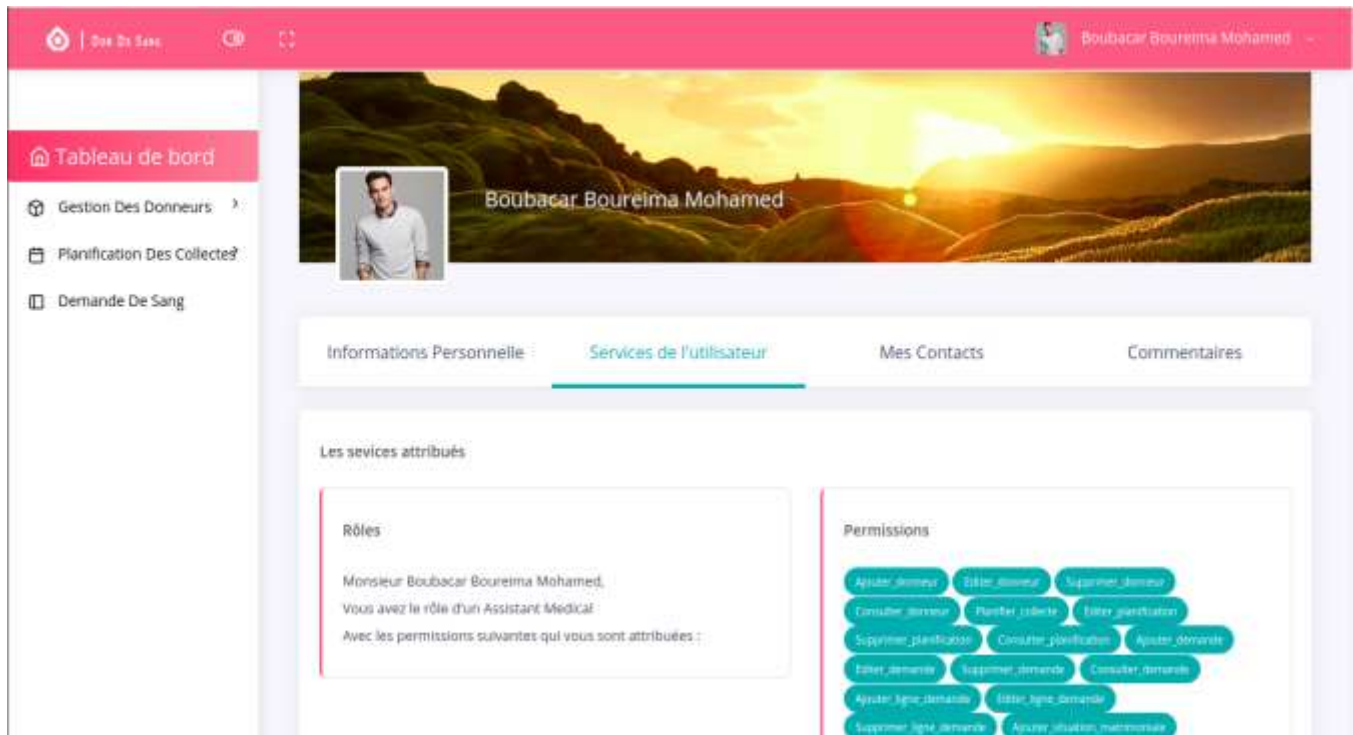 Don De Sang
Boubacar Boureima Mohamed
Tableau de bord
Gestion Des Donneurs
Planification Des Collectes
Demande De Sang
Boubacar Boureima Mohamed
Informations Personnelle
Services de l'utilisateur
Mes Contacts
Commentaires
Les sevices attribués
Rôles
Monsieur Boubacar Boureima Mohamed,
Vous avez le rôle d'un Assistant Medical
Avec les permissions suivantes qui vous sont attribuées :
Permissions
Ajouter_donneur Editer_donneur Supprimer_donneur
Consulter_donneur Planifier_collecte Editer_planification
Supprimer_planification Consulter_planification Ajouter_demande
Editer_demande Supprimer_demande Consulter_demande
Ajouter_ligne_demande Editer_ligne_demande
Supprimer_ligne_demande Ajouter_situation_matrimoniale